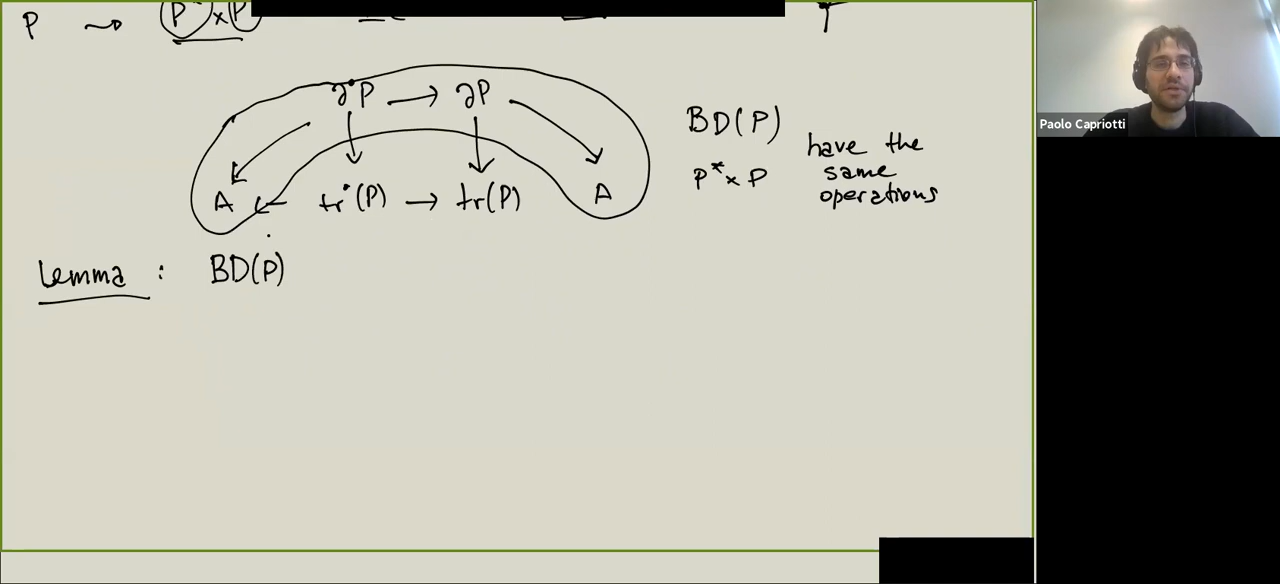 P ⇝ (P* × P)
∂•P → ∂P
BD(P)
P* × P
have the
same
operations
A ← tr•(P) → tr(P) A
Lemma : BD(P)
Paolo Capriotti